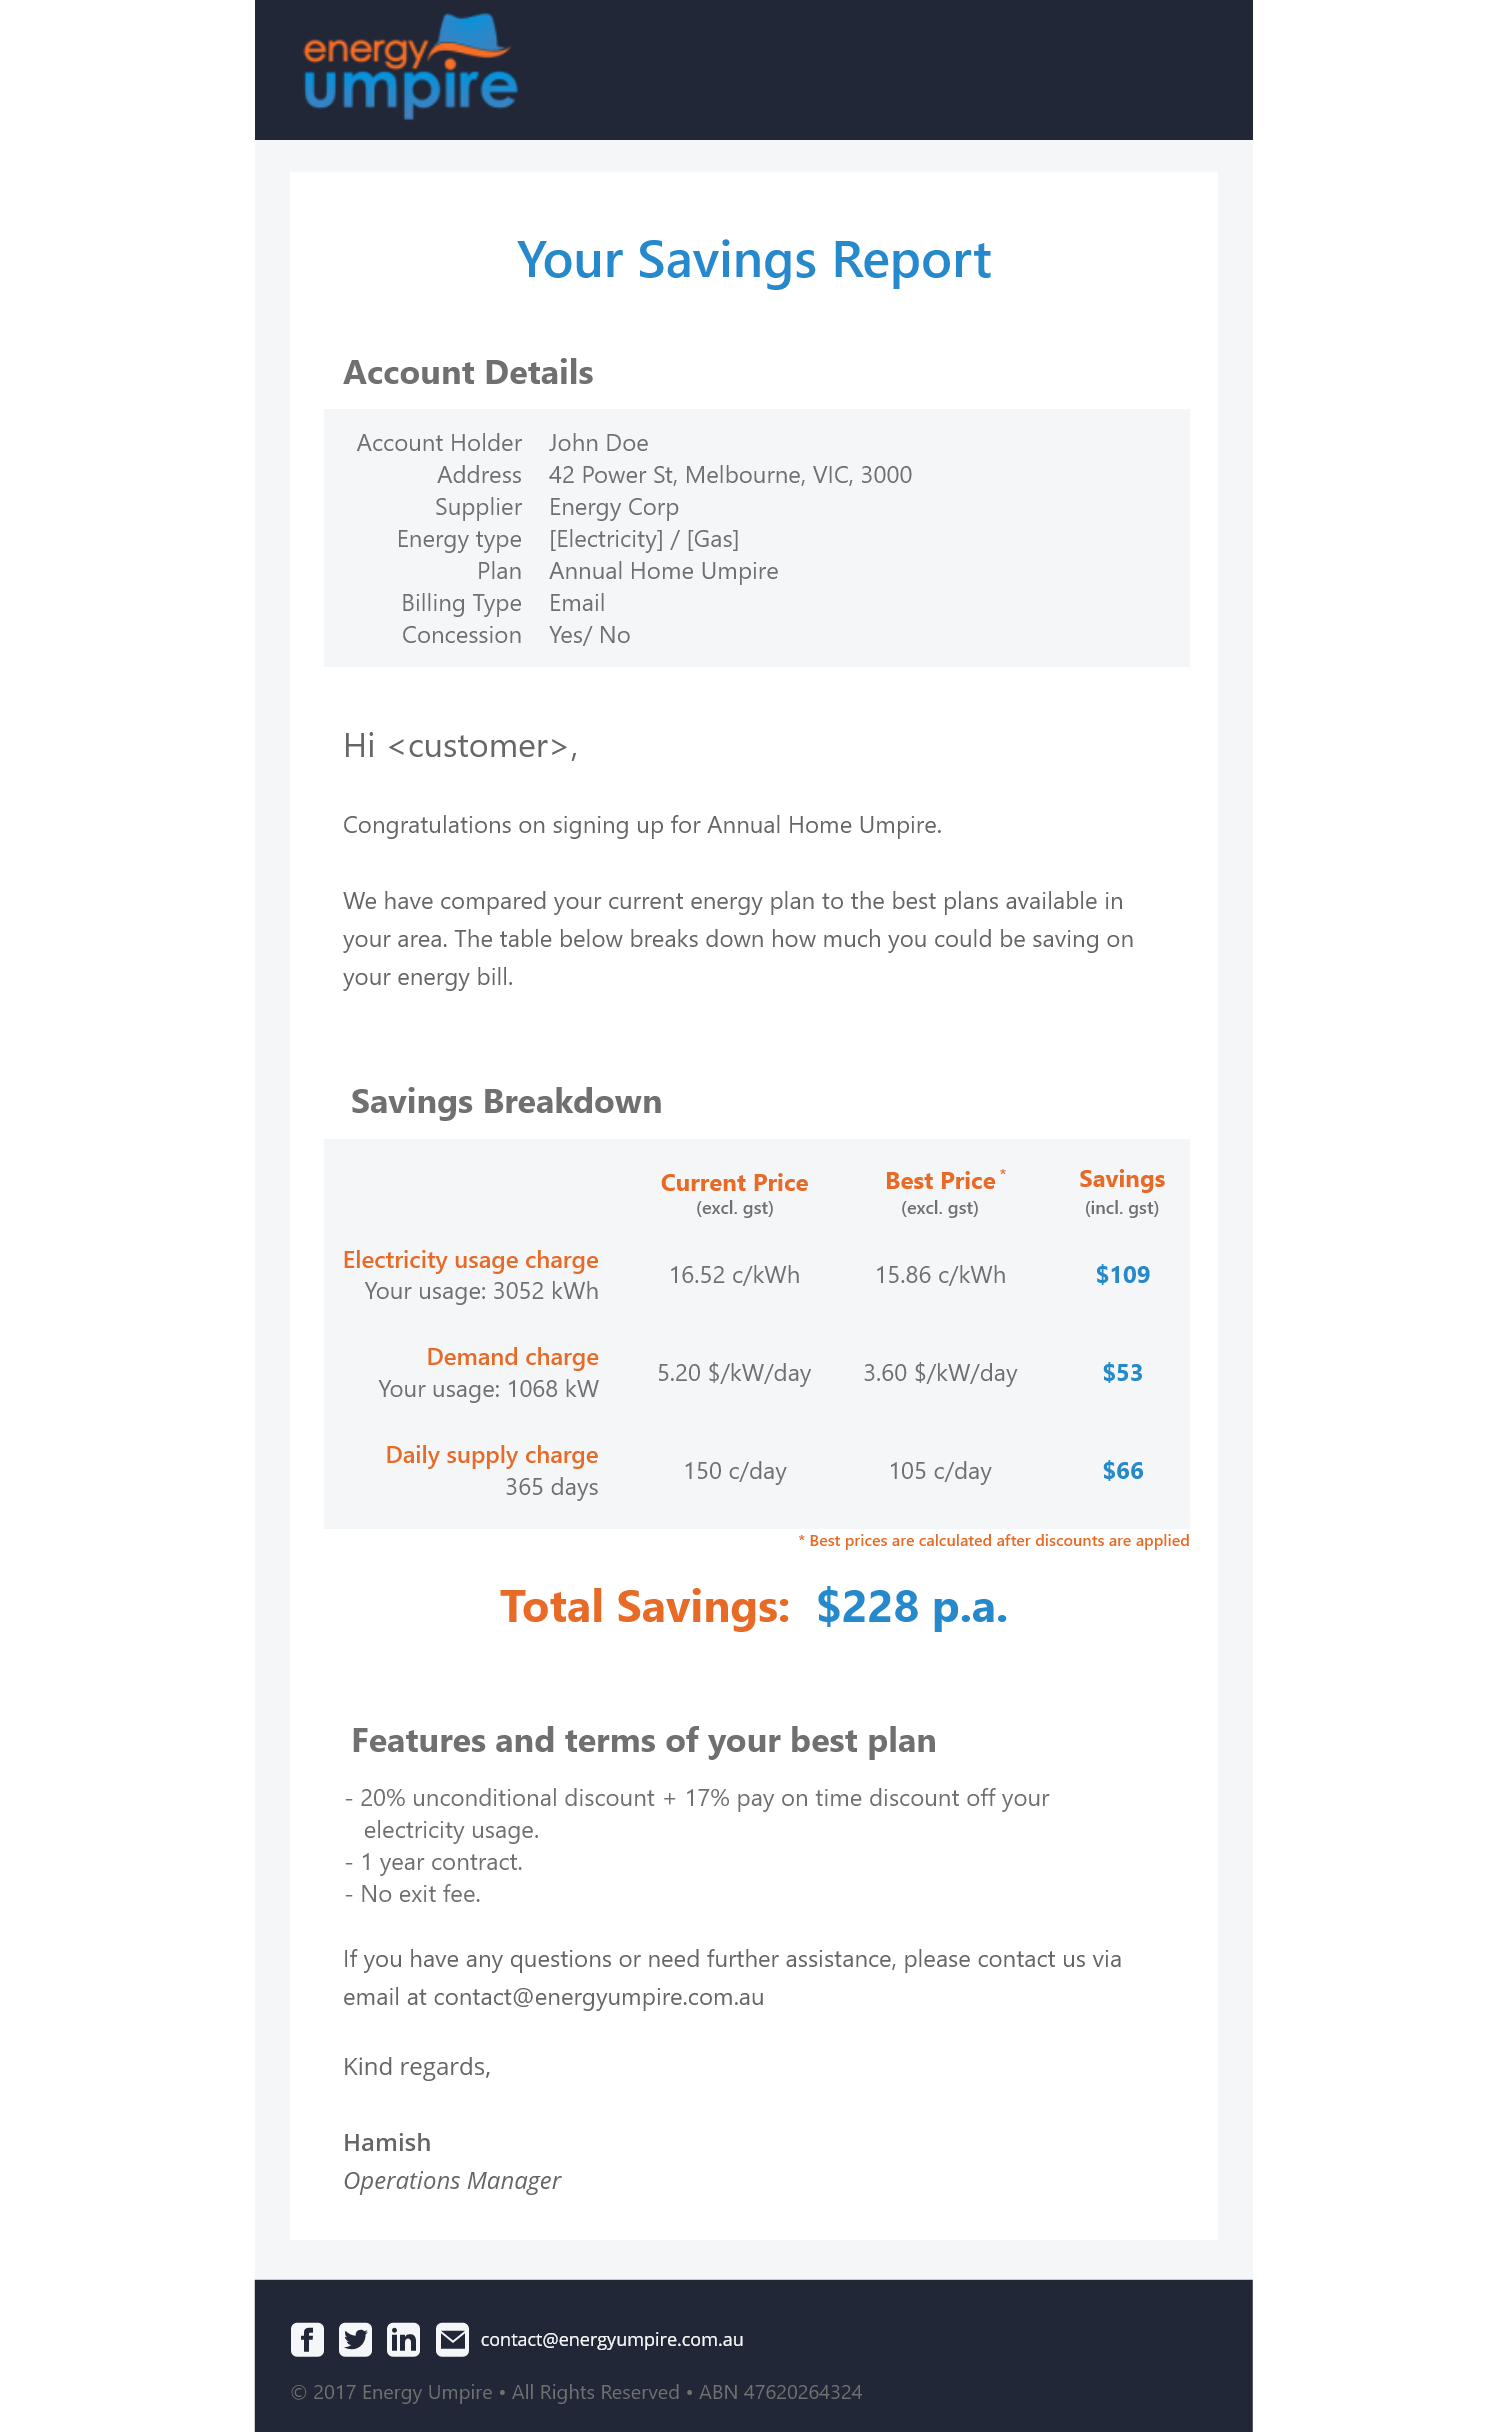 energy
umpire
Your Savings Report
Account Details
Account Holder John Doe
Address 42 Power St, Melbourne, VIC, 3000
Supplier Energy Corp
Energy type [Electricity] / [Gas]
Plan Annual Home Umpire
Billing Type Email
Concession Yes/ No
Hi <customer>,
Congratulations on signing up for Annual Home Umpire.
We have compared your current energy plan to the best plans available in
your area. The table below breaks down how much you could be saving on
your energy bill.
Savings Breakdown
Current Price Best Price * Savings
(excl. gst) (excl. gst) (incl. gst)
Electricity usage charge
Your usage: 3052 kWh 16.52 c/kWh 15.86 c/kWh $109
Demand charge
Your usage: 1068 kW 5.20 $/kW/day 3.60 $/kW/day $53
Daily supply charge
365 days 150 c/day 105 c/day $66
* Best prices are calculated after discounts are applied
Total Savings: $228 p.a.
Features and terms of your best plan
- 20% unconditional discount + 17% pay on time discount off your
electricity usage.
- 1 year contract.
- No exit fee.
If you have any questions or need further assistance, please contact us via
email at contact@energyumpire.com.au
Kind regards,
Hamish
Operations Manager
contact@energyumpire.com.au
© 2017 Energy Umpire • All Rights Reserved • ABN 47620264324